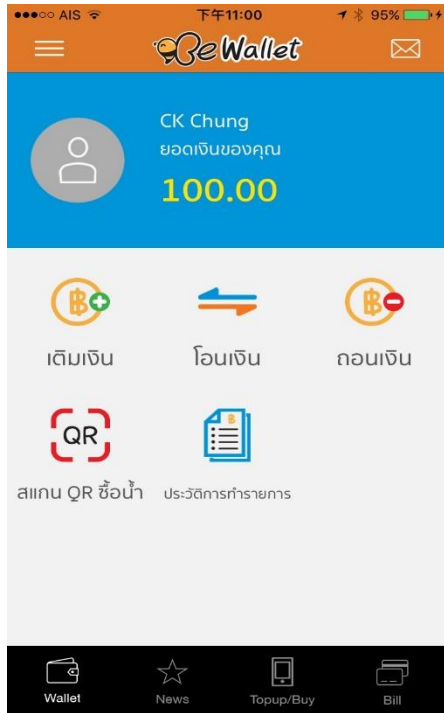 AIS 下午11:00 95%
Be Wallet
CK Chung
ยอดเงินของคุณ
100.00
เติมเงิน โอนเงิน ถอนเงิน
QR
สแกน QR ซื้อน้ำ ประวัติการทำรายการ
Wallet News Topup/Buy Bill